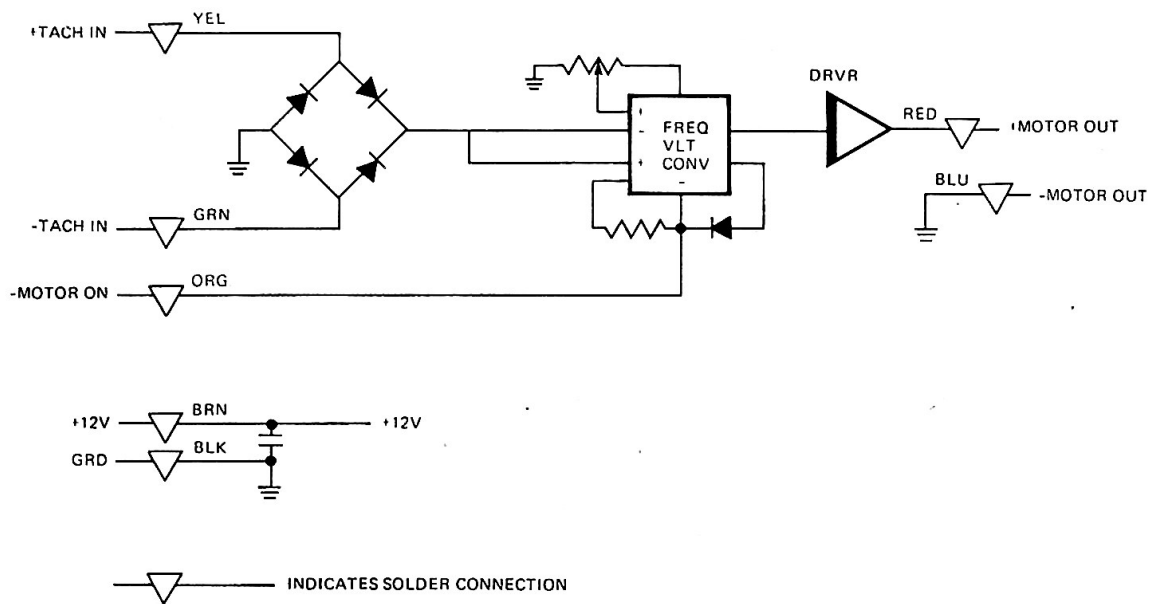 +TACH IN YEL
DRVR
RED
+MOTOR OUT
+
- FREQ
VLT
+ CONV
-
BLU
-MOTOR OUT
-TACH IN GRN
-MOTOR ON ORG
+12V BRN +12V
GRD BLK
INDICATES SOLDER CONNECTION